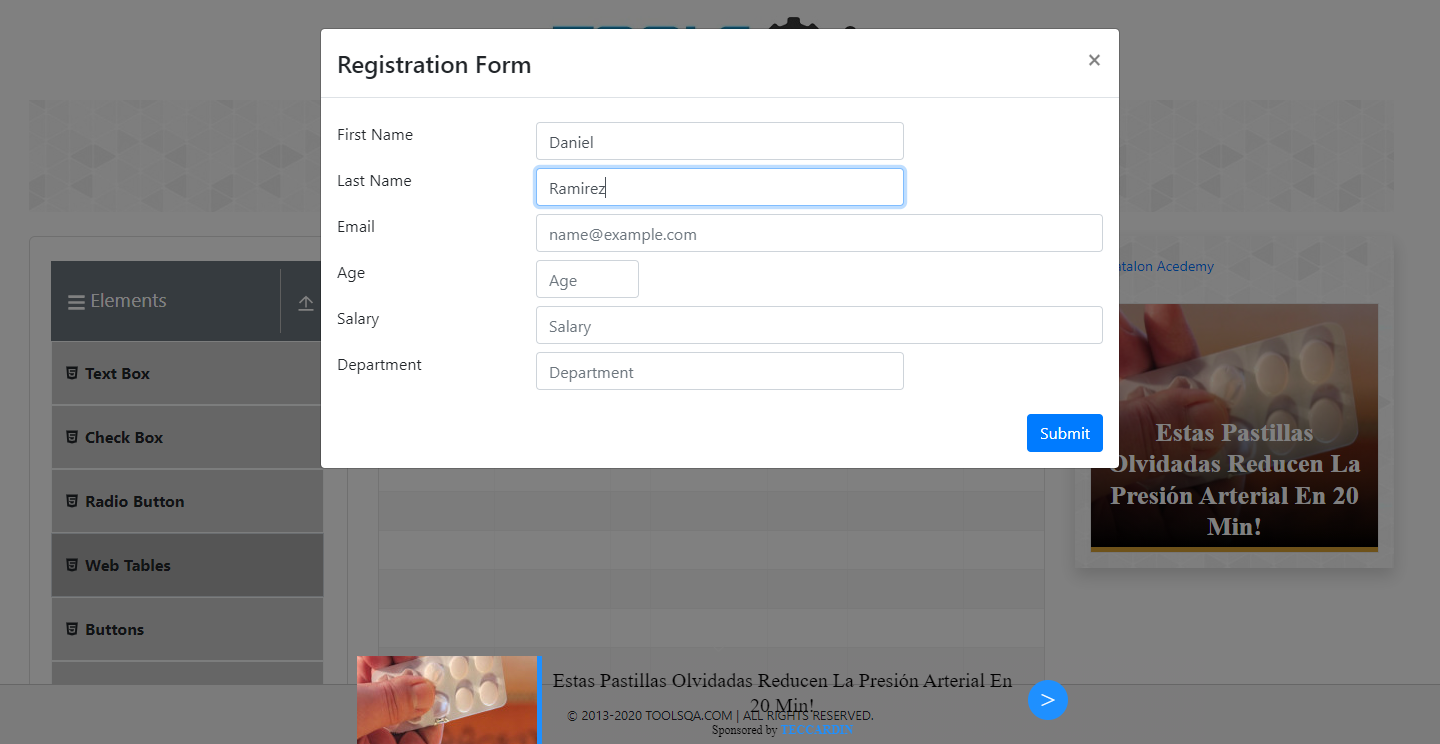 Registration Form
×
First Name
Daniel
Last Name
Ramirez
Email
name@example.com
Age
Age
Salary
Salary
Department
Department
Submit
Elements
Text Box
Check Box
Radio Button
Web Tables
Buttons
Acedemy
Estas Pastillas
Olvidadas Reducen La
Presión Arterial En 20
Min!
Estas Pastillas Olvidadas Reducen La Presión Arterial En
20 Min!
>
© 2013-2020 TOOLSQA.COM | ALL RIGHTS RESERVED.
Sponsored by